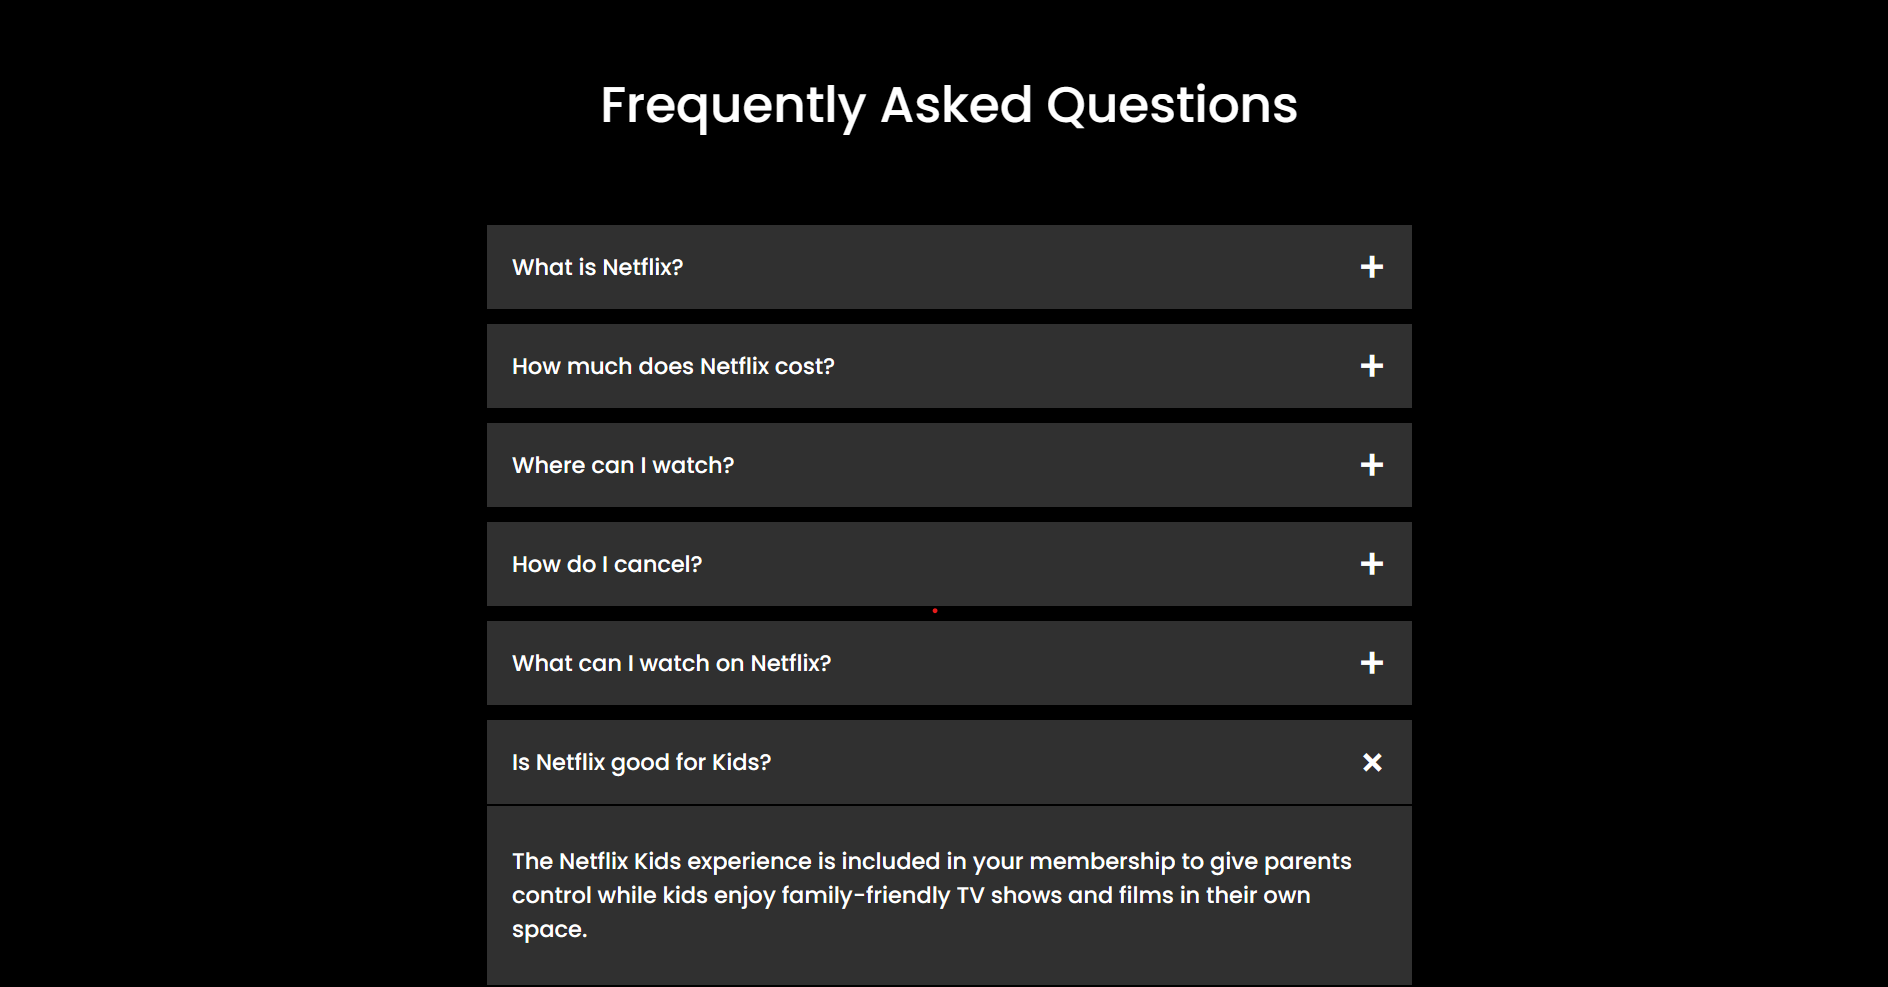 Frequently Asked Questions
What is Netflix?
How much does Netflix cost?
Where can I watch?
How do I cancel?
What can I watch on Netflix?
Is Netflix good for Kids?
The Netflix Kids experience is included in your membership to give parents
control while kids enjoy family-friendly TV shows and films in their own
space.